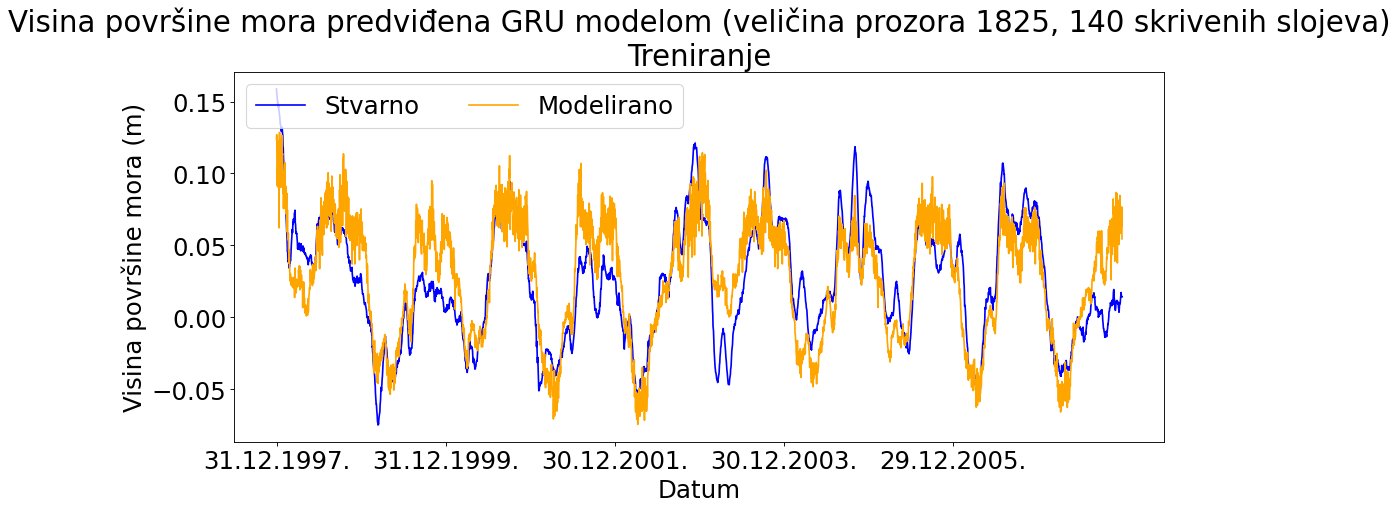 Visina površine mora predviđena GRU modelom (veličina prozora 1825, 140 skrivenih slojeva)
Treniranje
Stvarno Modelirano
Visina površine mora (m)
0.15
0.10
0.05
0.00
−0.05
31.12.1997. 31.12.1999. 30.12.2001. 30.12.2003. 29.12.2005.
Datum